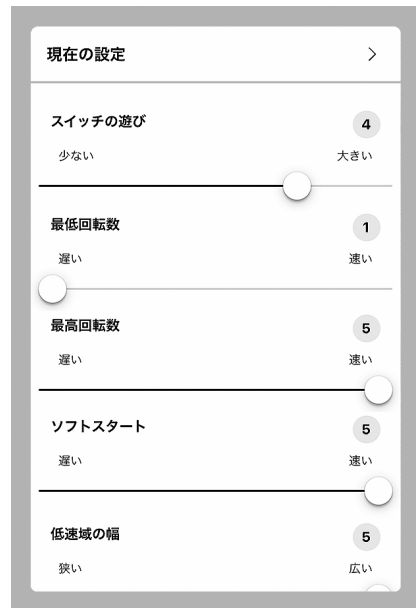 現在の設定
スイッチの遊び 4
少ない 大きい
最低回転数 1
遅い 速い
最高回転数 5
遅い 速い
ソフトスタート 5
遅い 速い
低速域の幅 5
狭い 広い